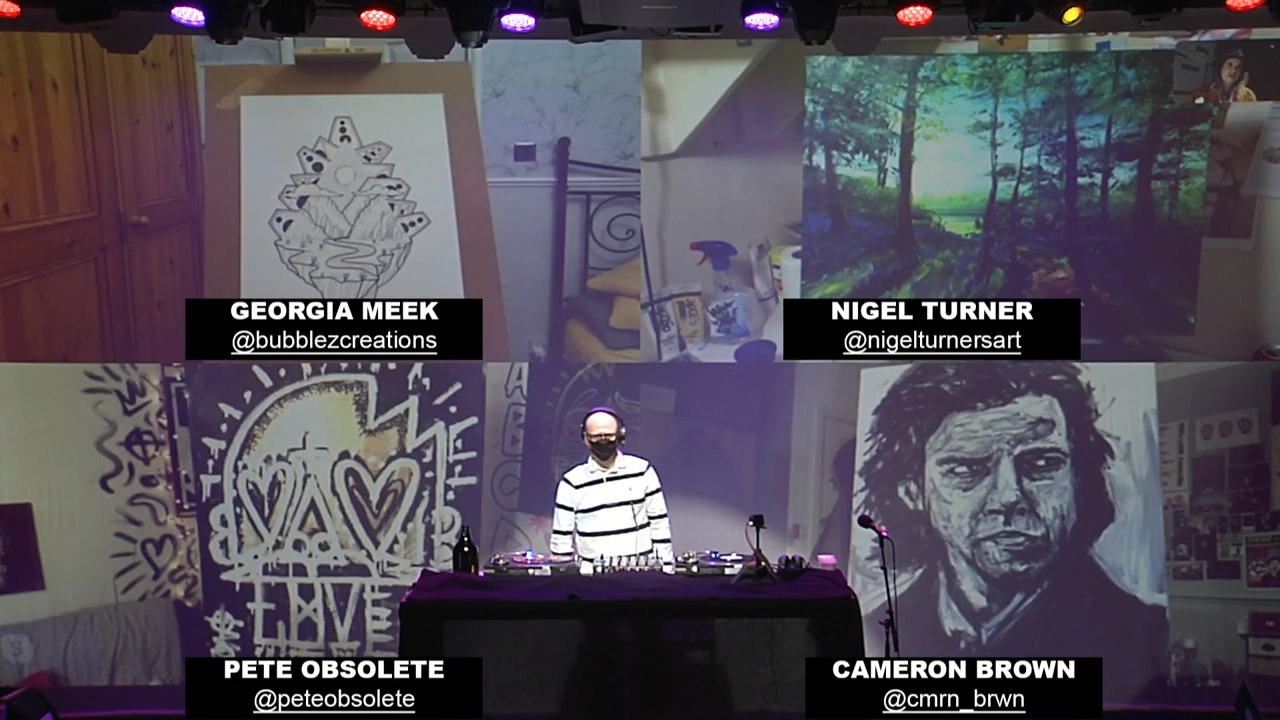 GEORGIA MEEK
@bubblezcreations
NIGEL TURNER
@nigelturnersart
LOVE
PETE OBSOLETE
@peteobsolete
CAMERON BROWN
@cmrn_brwn